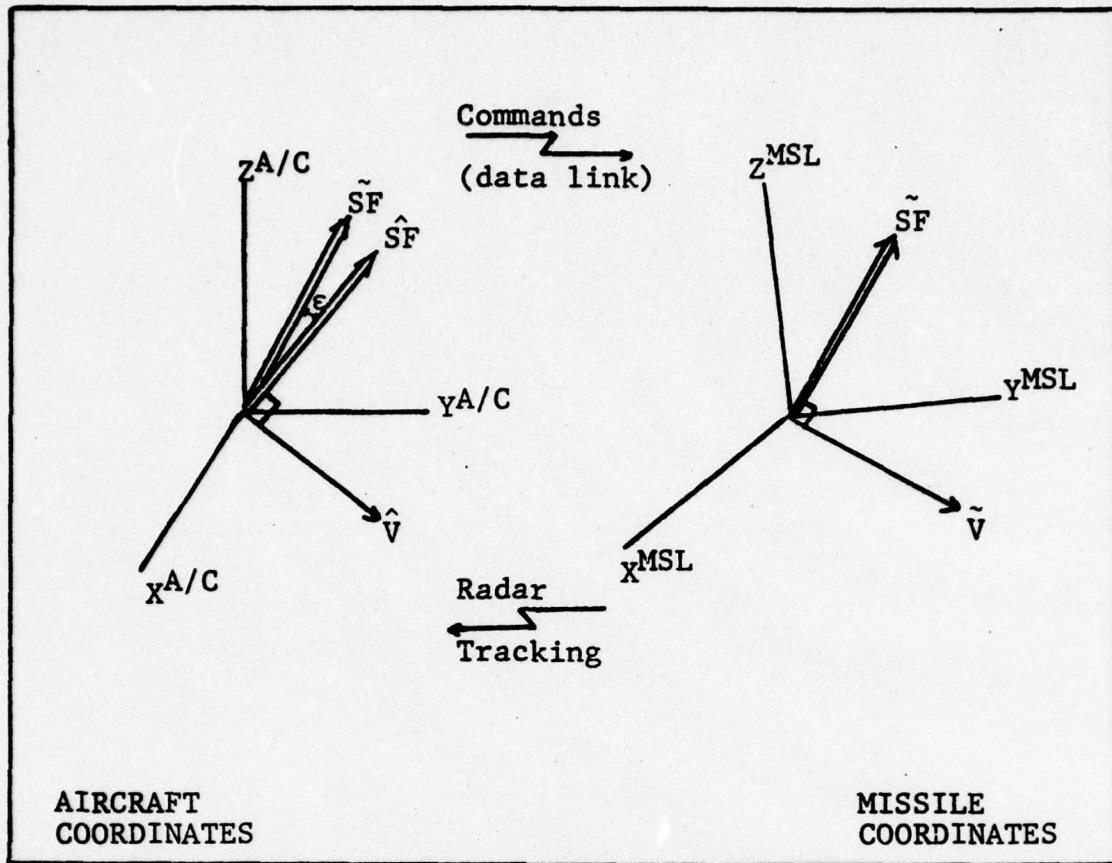 Commands
(data link)
Z^A/C
S̃F
ŜF
ε
Y^A/C
V̂
X^A/C
Z^MSL
S̃F
Y^MSL
Ṽ
X^MSL
Radar
Tracking
AIRCRAFT
COORDINATES
MISSILE
COORDINATES